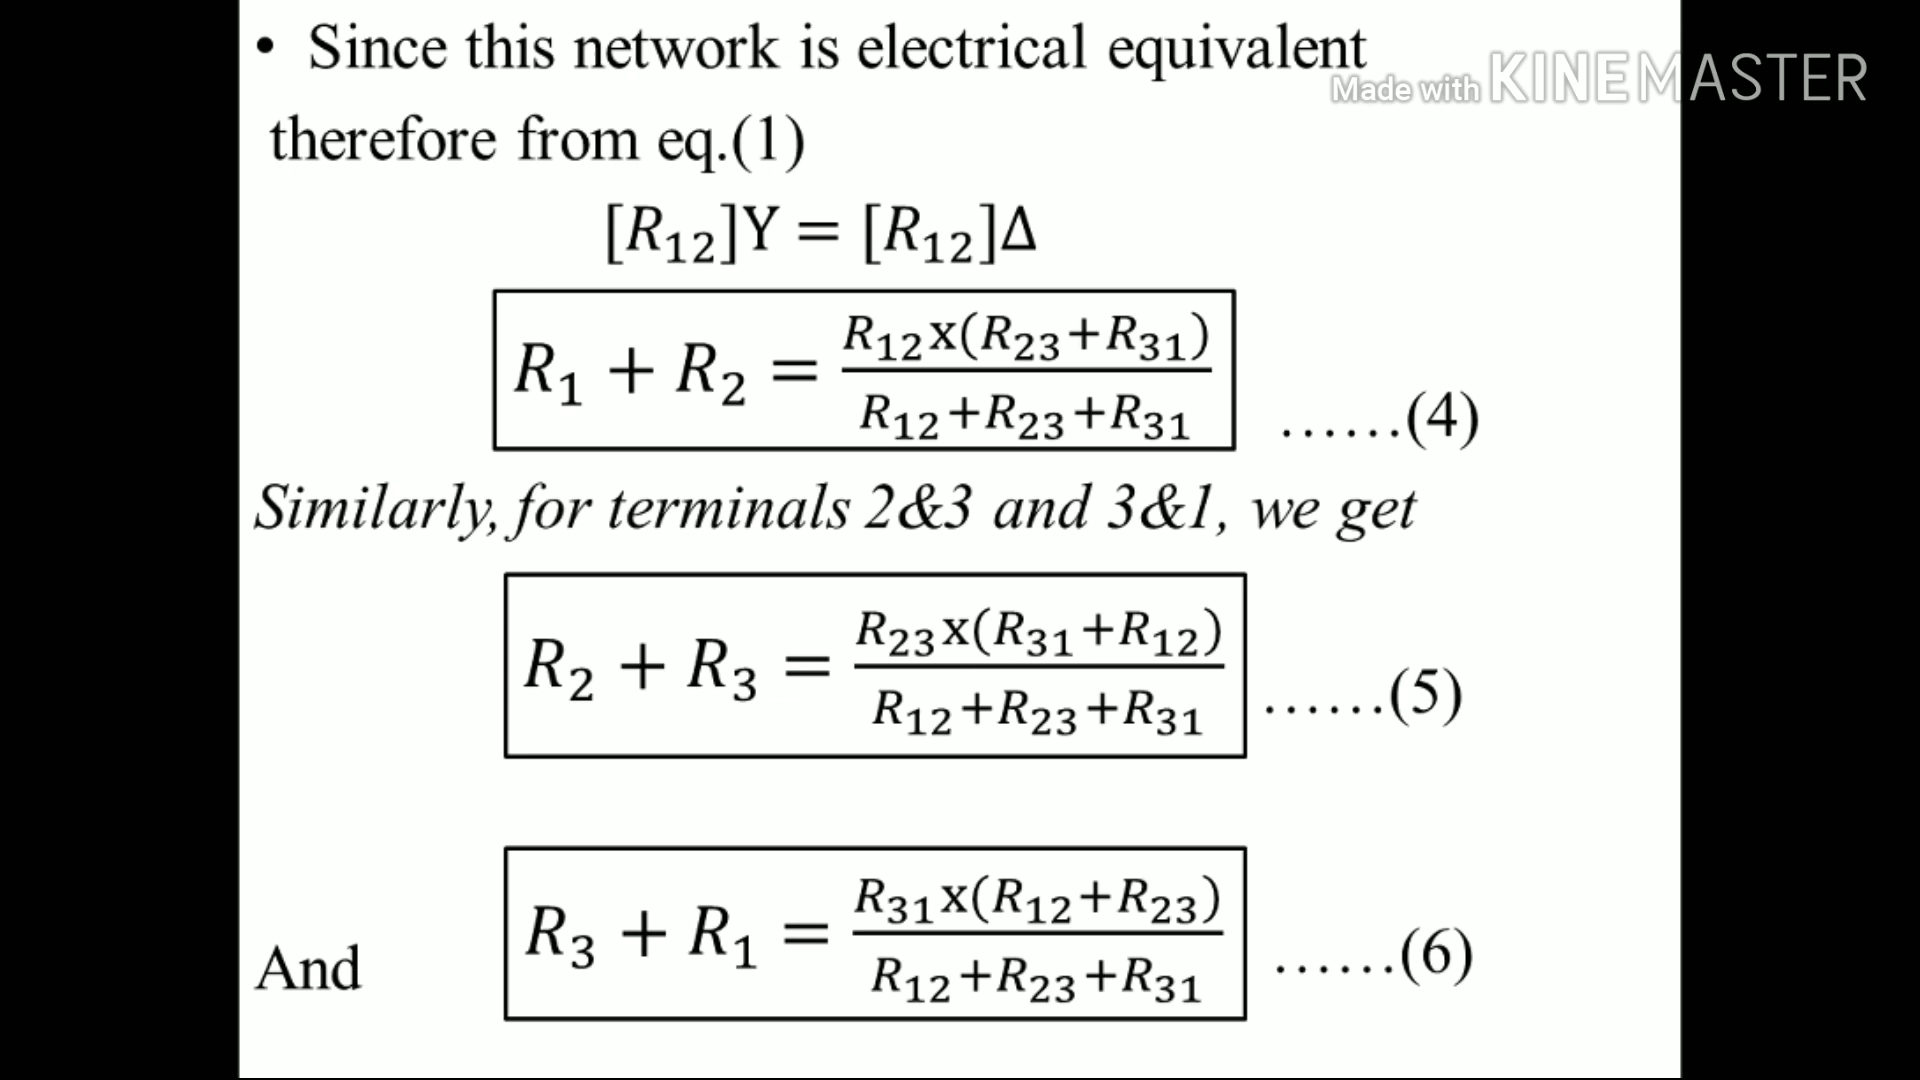 • Since this network is electrical equivalent
Made with KINEMASTER
therefore from eq.(1)
[R₁₂]Y = [R₁₂]Δ
R₁ + R₂ = R₁₂x(R₂₃+R₃₁) / R₁₂+R₂₃+R₃₁ ......(4)
Similarly, for terminals 2&3 and 3&1, we get
R₂ + R₃ = R₂₃x(R₃₁+R₁₂) / R₁₂+R₂₃+R₃₁ ......(5)
And R₃ + R₁ = R₃₁x(R₁₂+R₂₃) / R₁₂+R₂₃+R₃₁ ......(6)